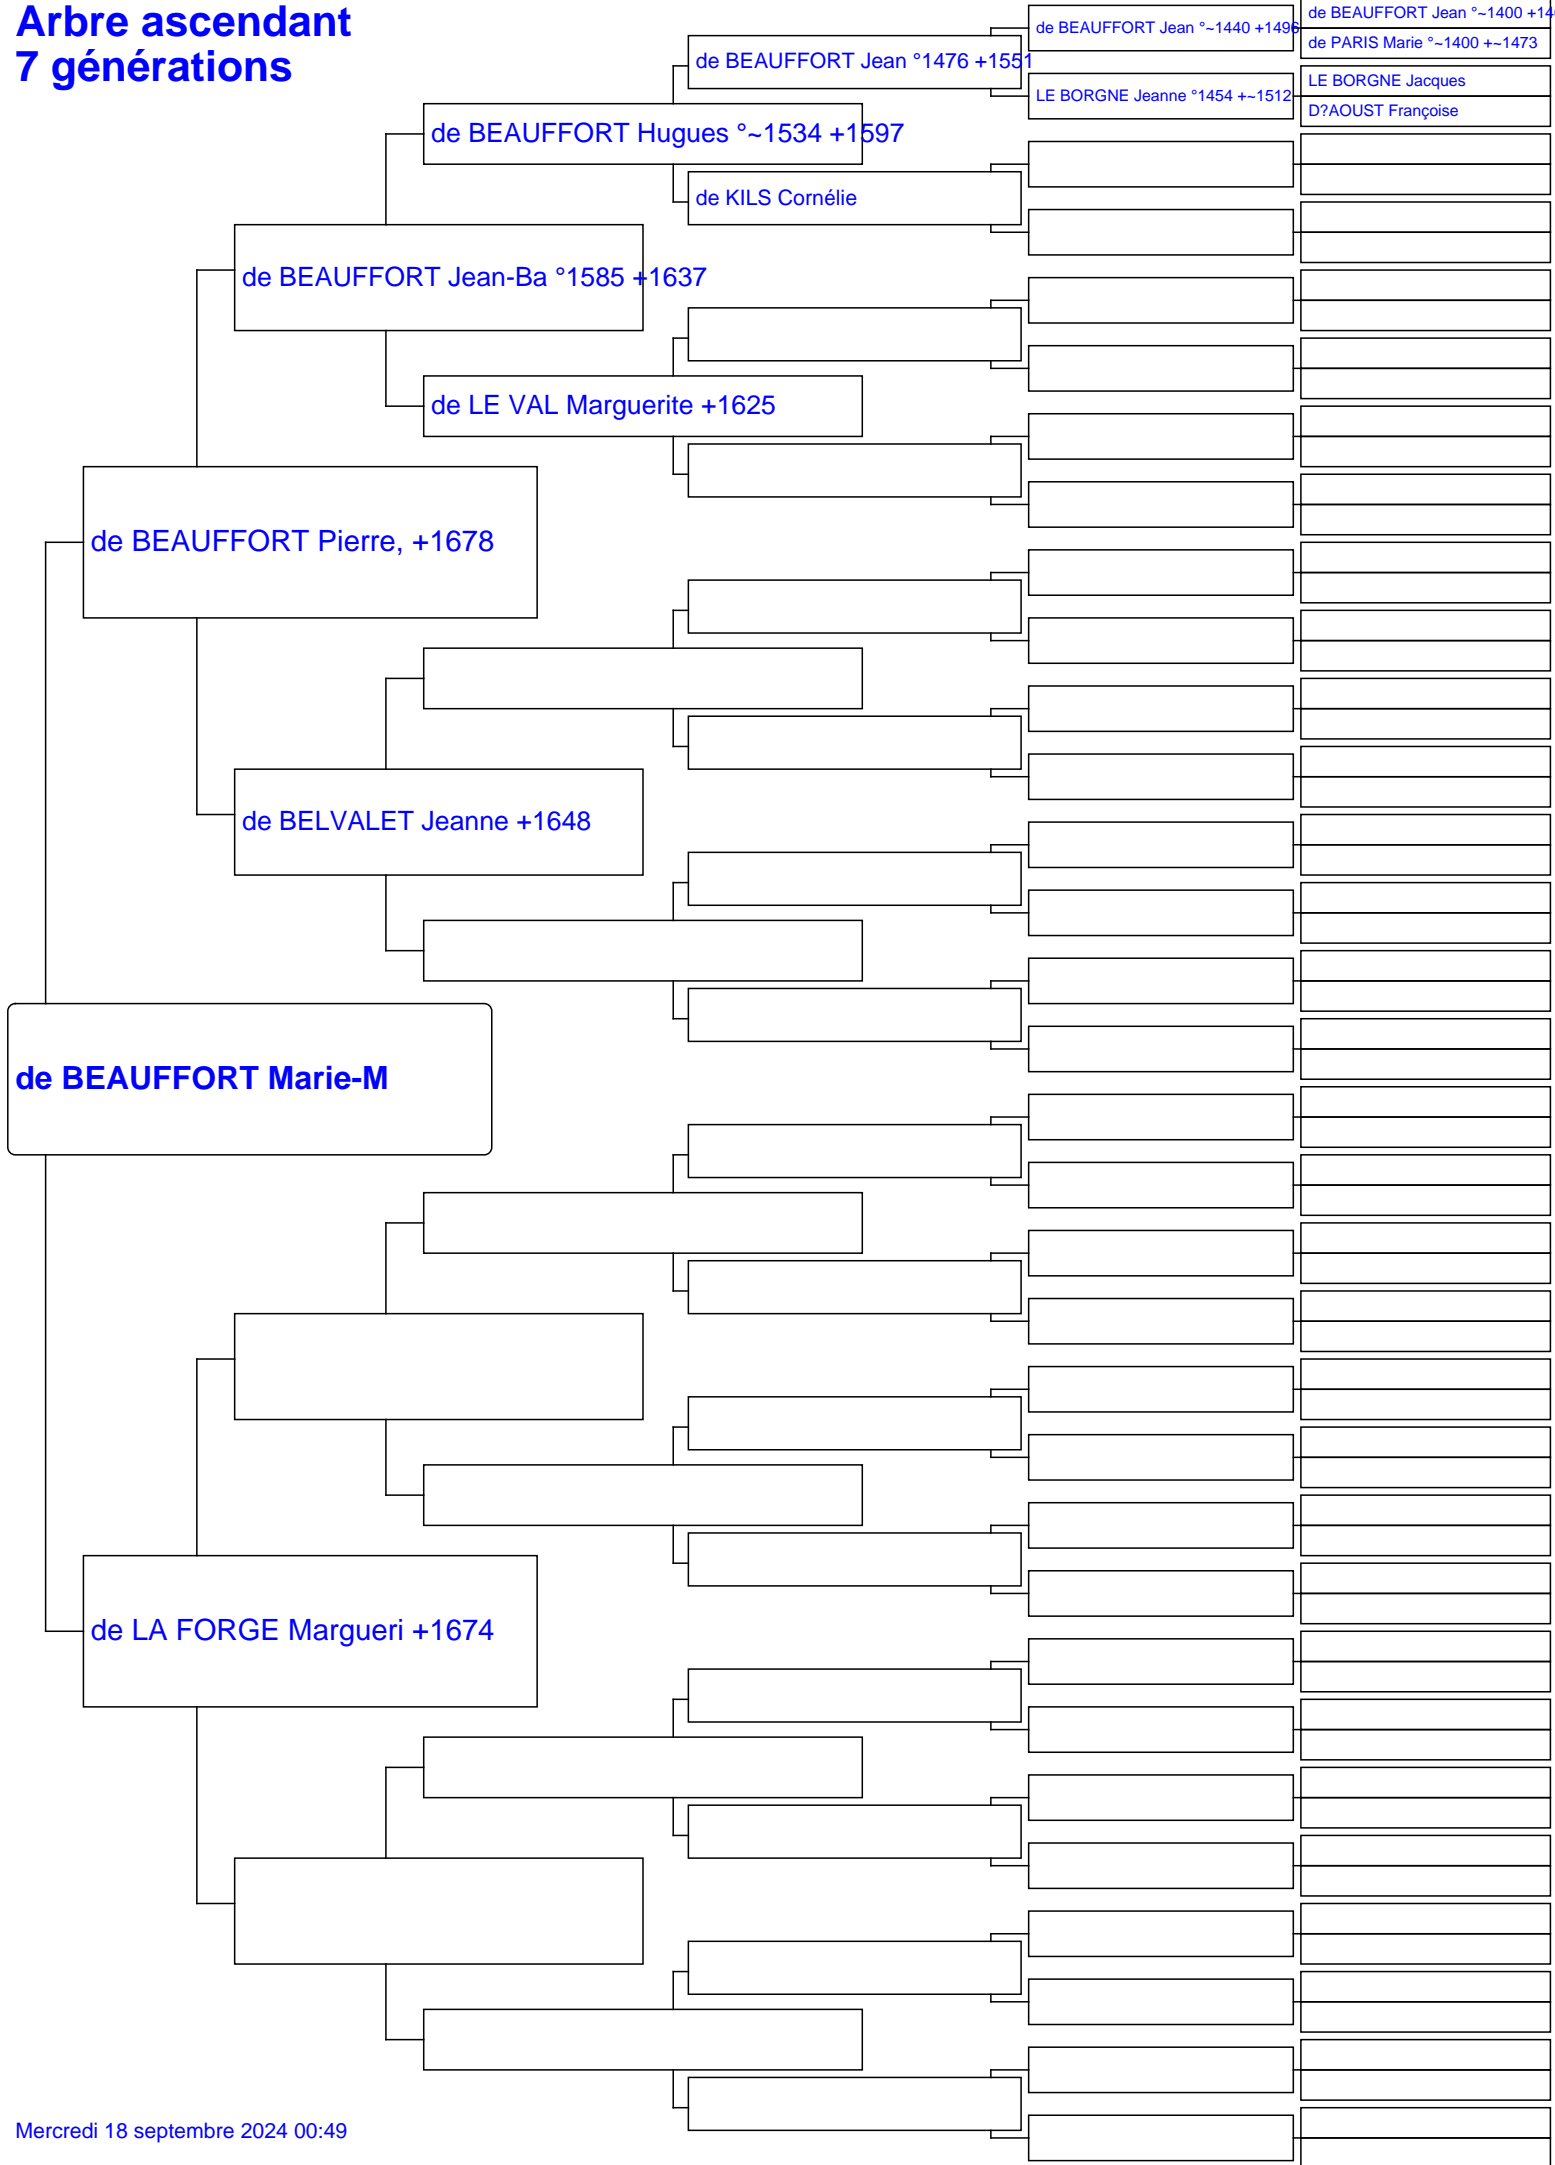 Arbre ascendant
7 générations
de BEAUFFORT Jean °~1400 +14
de BEAUFFORT Jean °~1440 +1496
de PARIS Marie °~1400 +~1473
de BEAUFFORT Jean °1476 +1551
LE BORGNE Jacques
LE BORGNE Jeanne °1454 +~1512
D?AOUST Françoise
de BEAUFFORT Hugues °~1534 +1597
de KILS Cornélie
de BEAUFFORT Jean-Ba °1585 +1637
de LE VAL Marguerite +1625
de BEAUFFORT Pierre, +1678
de BELVALET Jeanne +1648
de BEAUFFORT Marie-M
de LA FORGE Margueri +1674
Mercredi 18 septembre 2024 00:49